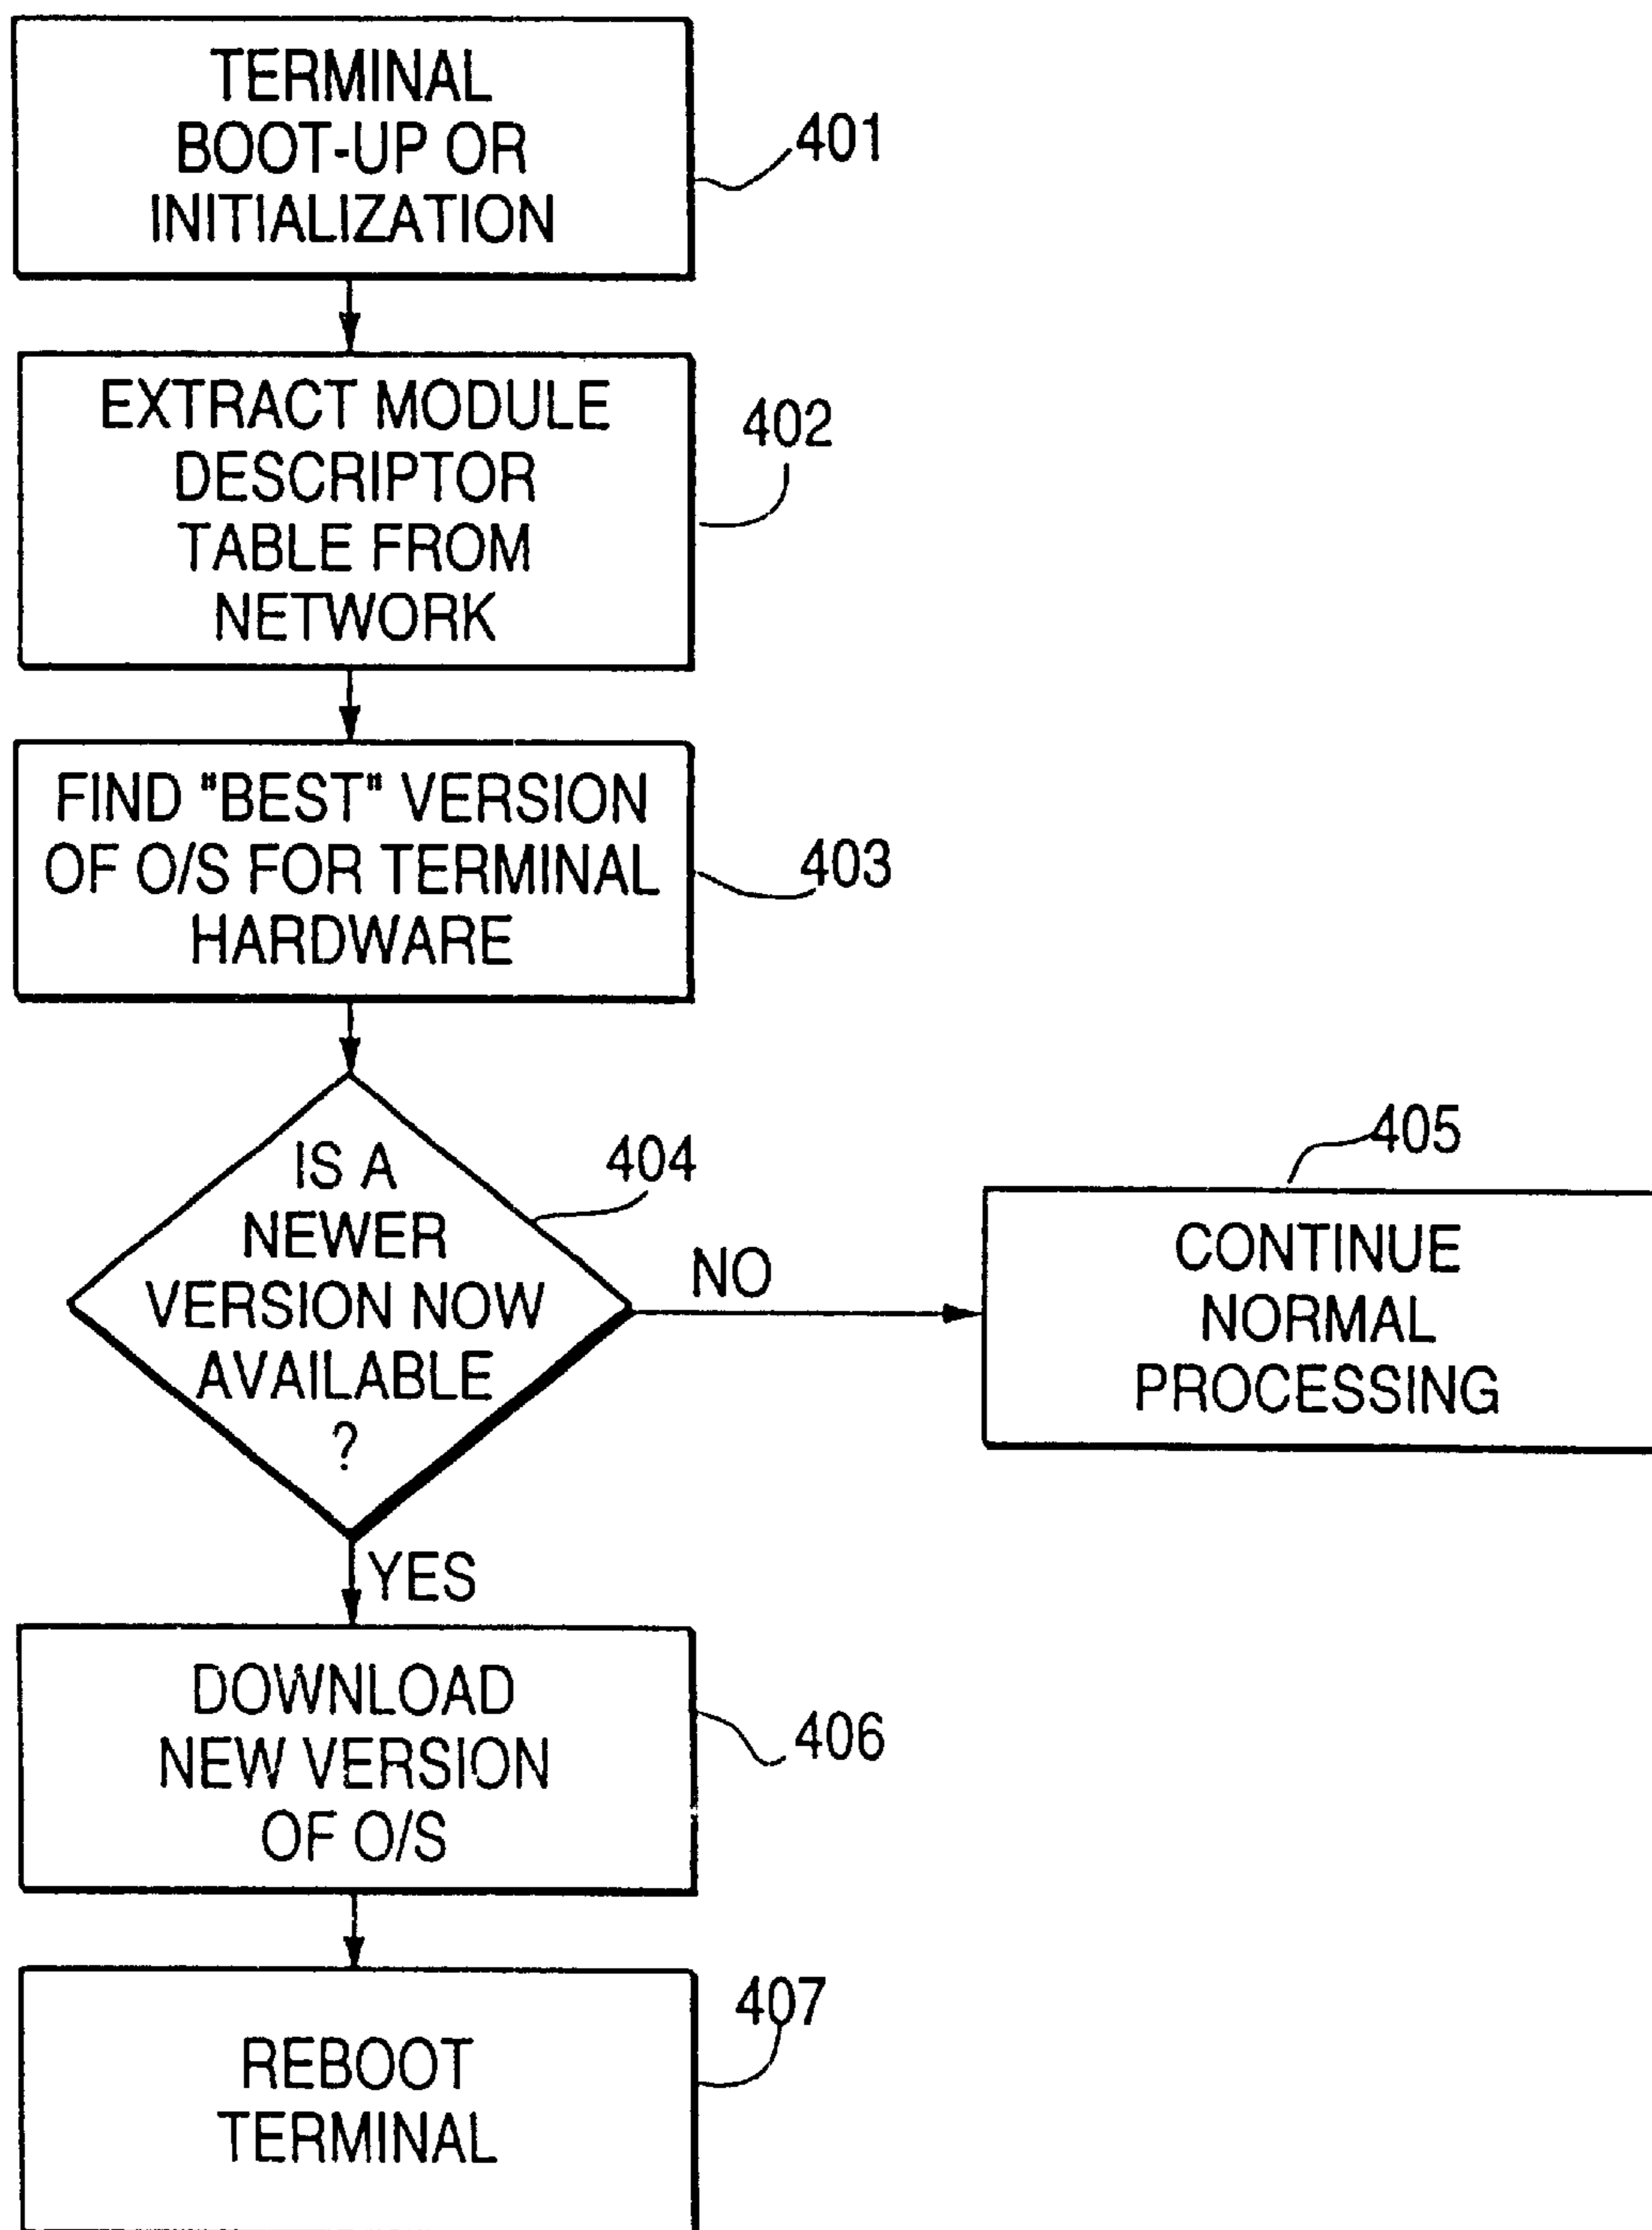 TERMINAL
BOOT-UP OR
INITIALIZATION
401
EXTRACT MODULE
DESCRIPTOR
TABLE FROM
NETWORK
402
FIND "BEST" VERSION
OF O/S FOR TERMINAL
HARDWARE
403
IS A
NEWER
VERSION NOW
AVAILABLE
?
404
NO
405
CONTINUE
NORMAL
PROCESSING
YES
DOWNLOAD
NEW VERSION
OF O/S
406
REBOOT
TERMINAL
407